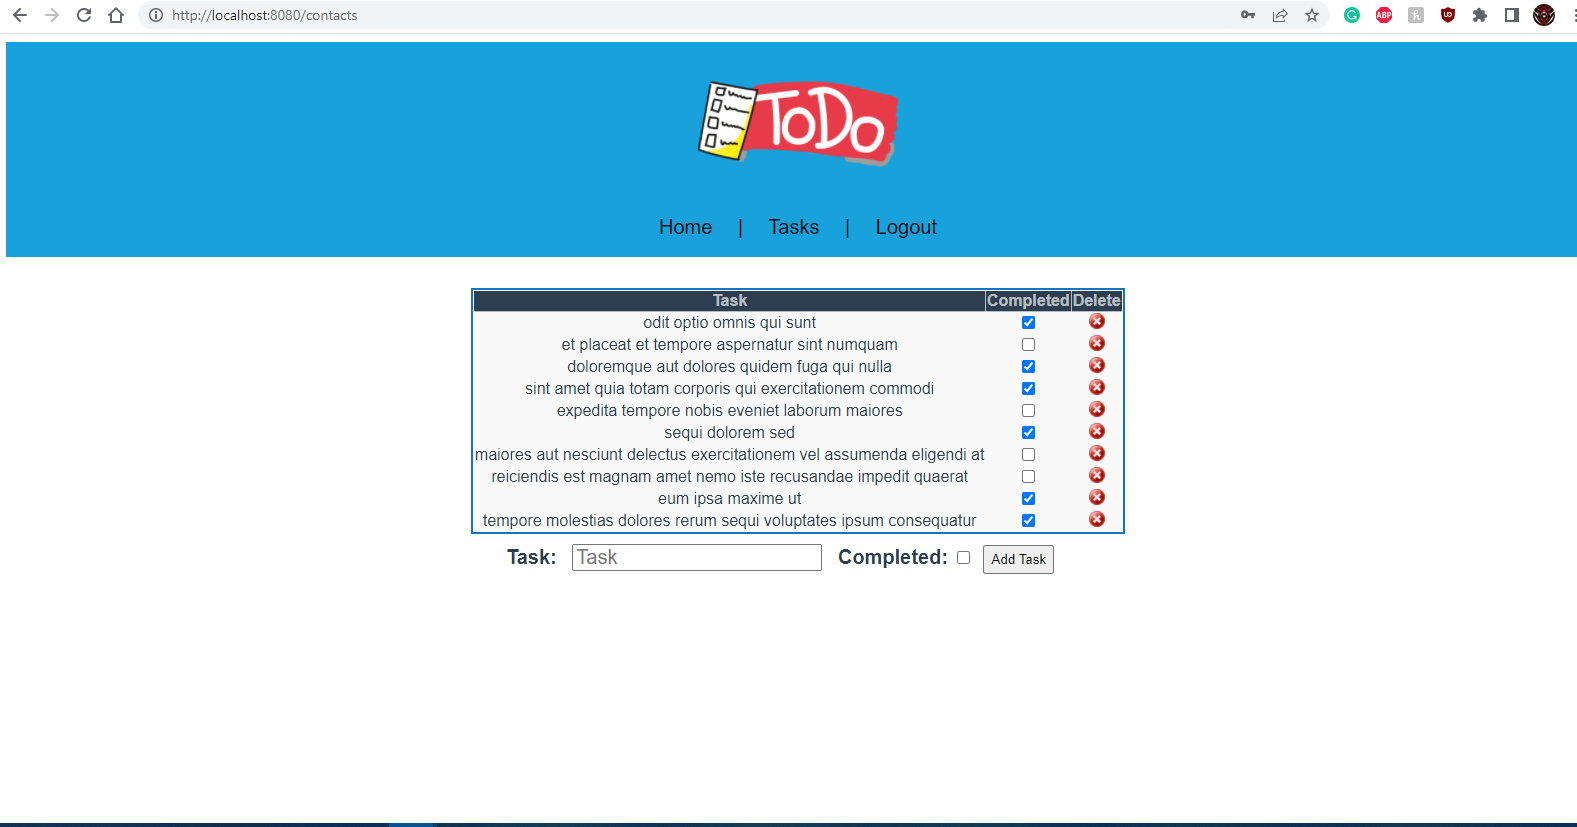 http://localhost:8080/contacts
ToDo
Home | Tasks | Logout
Task Completed Delete
odit optio omnis qui sunt
et placeat et tempore aspernatur sint numquam
doloremque aut dolores quidem fuga qui nulla
sint amet quia totam corporis qui exercitationem commodi
expedita tempore nobis eveniet laborum maiores
sequi dolorem sed
maiores aut nesciunt delectus exercitationem vel assumenda eligendi at
reiciendis est magnam amet nemo iste recusandae impedit quaerat
eum ipsa maxime ut
tempore molestias dolores rerum sequi voluptates ipsum consequatur
Task: Task Completed: Add Task